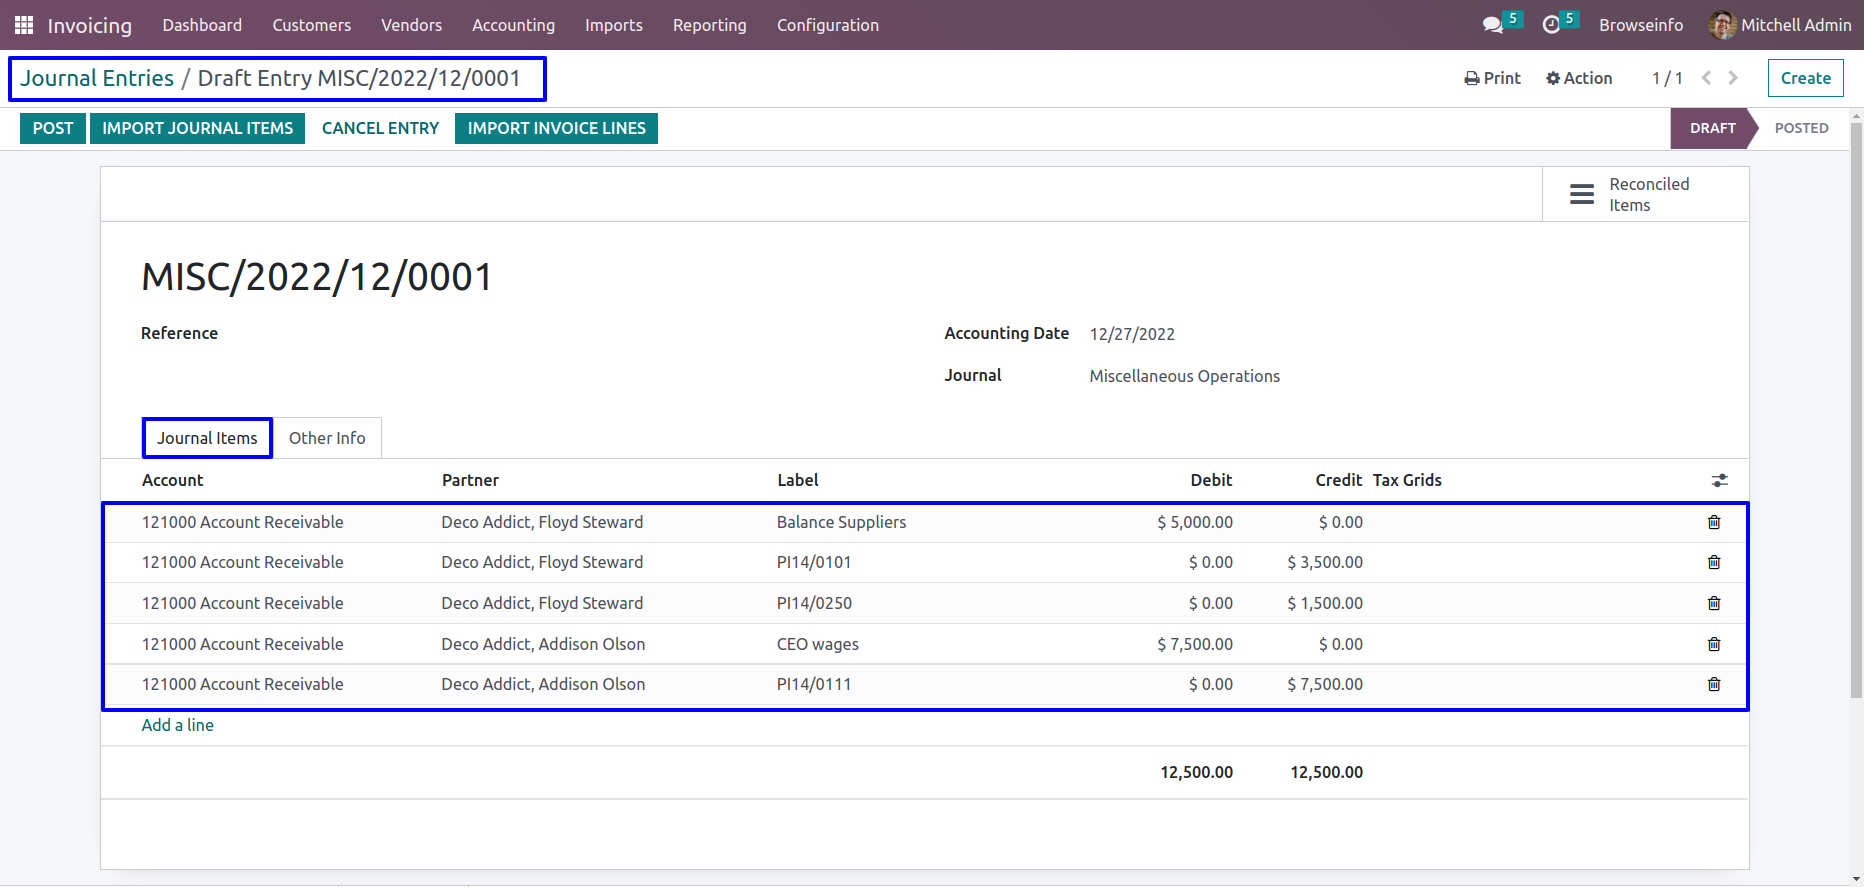 Invoicing Dashboard Customers Vendors Accounting Imports Reporting Configuration 5 5 Browseinfo Mitchell Admin
Journal Entries / Draft Entry MISC/2022/12/0001 Print Action 1 / 1 Create
POST IMPORT JOURNAL ITEMS CANCEL ENTRY IMPORT INVOICE LINES DRAFT POSTED
Reconciled
Items
MISC/2022/12/0001
Reference Accounting Date 12/27/2022
Journal Miscellaneous Operations
Journal Items Other Info
Account Partner Label Debit Credit Tax Grids
121000 Account Receivable Deco Addict, Floyd Steward Balance Suppliers $ 5,000.00 $ 0.00
121000 Account Receivable Deco Addict, Floyd Steward PI14/0101 $ 0.00 $ 3,500.00
121000 Account Receivable Deco Addict, Floyd Steward PI14/0250 $ 0.00 $ 1,500.00
121000 Account Receivable Deco Addict, Addison Olson CEO wages $ 7,500.00 $ 0.00
121000 Account Receivable Deco Addict, Addison Olson PI14/0111 $ 0.00 $ 7,500.00
Add a line
12,500.00 12,500.00